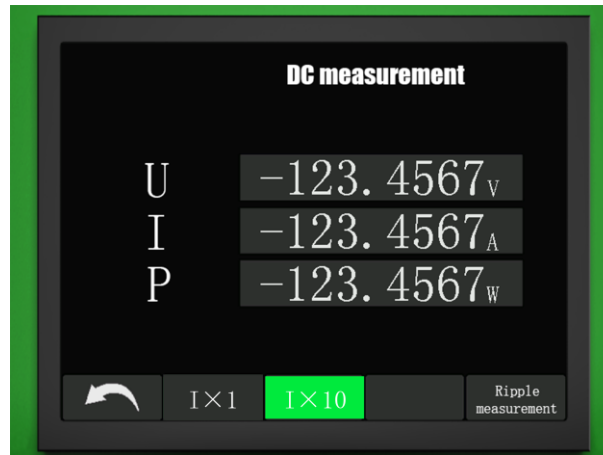 DC measurement
U -123.4567V
I -123.4567A
P -123.4567W
I×1 I×10 Ripple
measurement